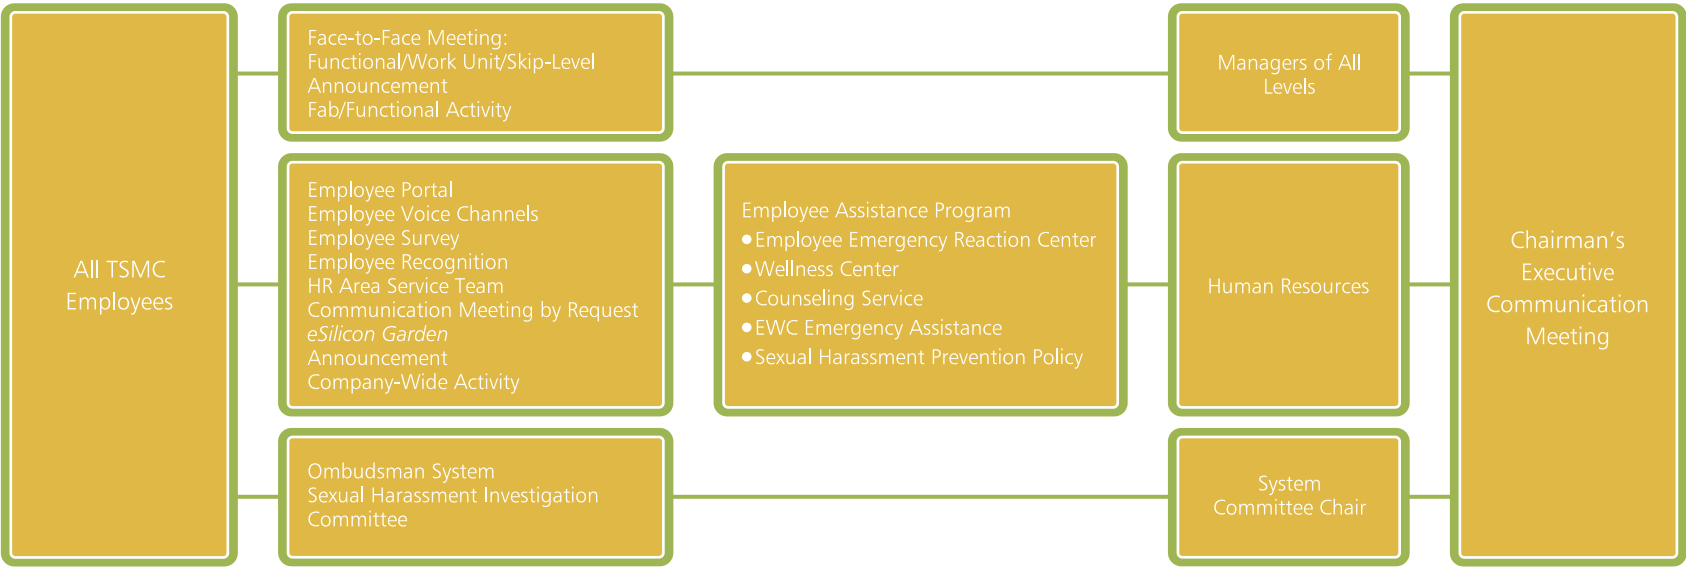 All TSMC
Employees
Face-to-Face Meeting:
Functional/Work Unit/Skip-Level
Announcement
Fab/Functional Activity
Managers of All
Levels
Employee Portal
Employee Voice Channels
Employee Survey
Employee Recognition
HR Area Service Team
Communication Meeting by Request
eSilicon Garden
Announcement
Company-Wide Activity
Employee Assistance Program
●Employee Emergency Reaction Center
●Wellness Center
●Counseling Service
●EWC Emergency Assistance
●Sexual Harassment Prevention Policy
Human Resources
Ombudsman System
Sexual Harassment Investigation
Committee
System
Committee Chair
Chairman's
Executive
Communication
Meeting